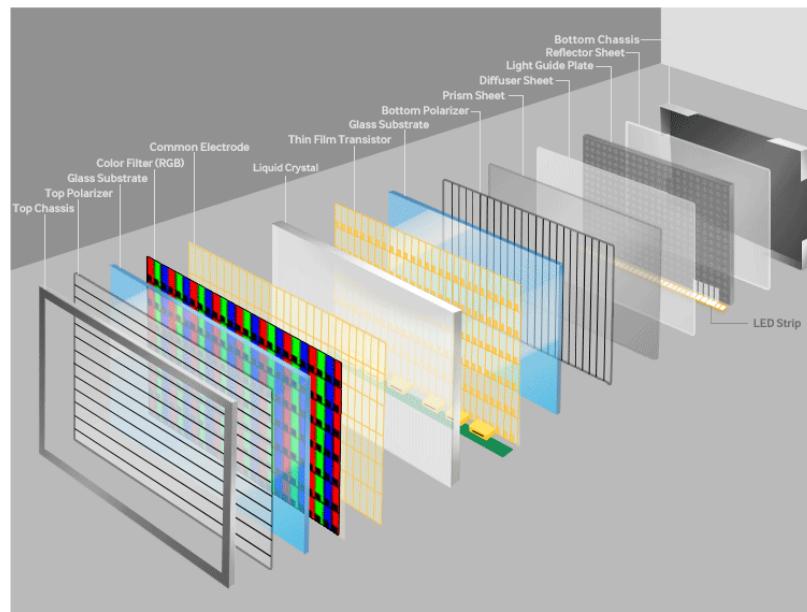 Bottom Chassis
Reflector Sheet
Light Guide Plate
Diffuser Sheet
Prism Sheet
Bottom Polarizer
Glass Substrate
Thin Film Transistor
Common Electrode
Liquid Crystal
Color Filter (RGB)
Glass Substrate
Top Polarizer
Top Chassis
LED Strip